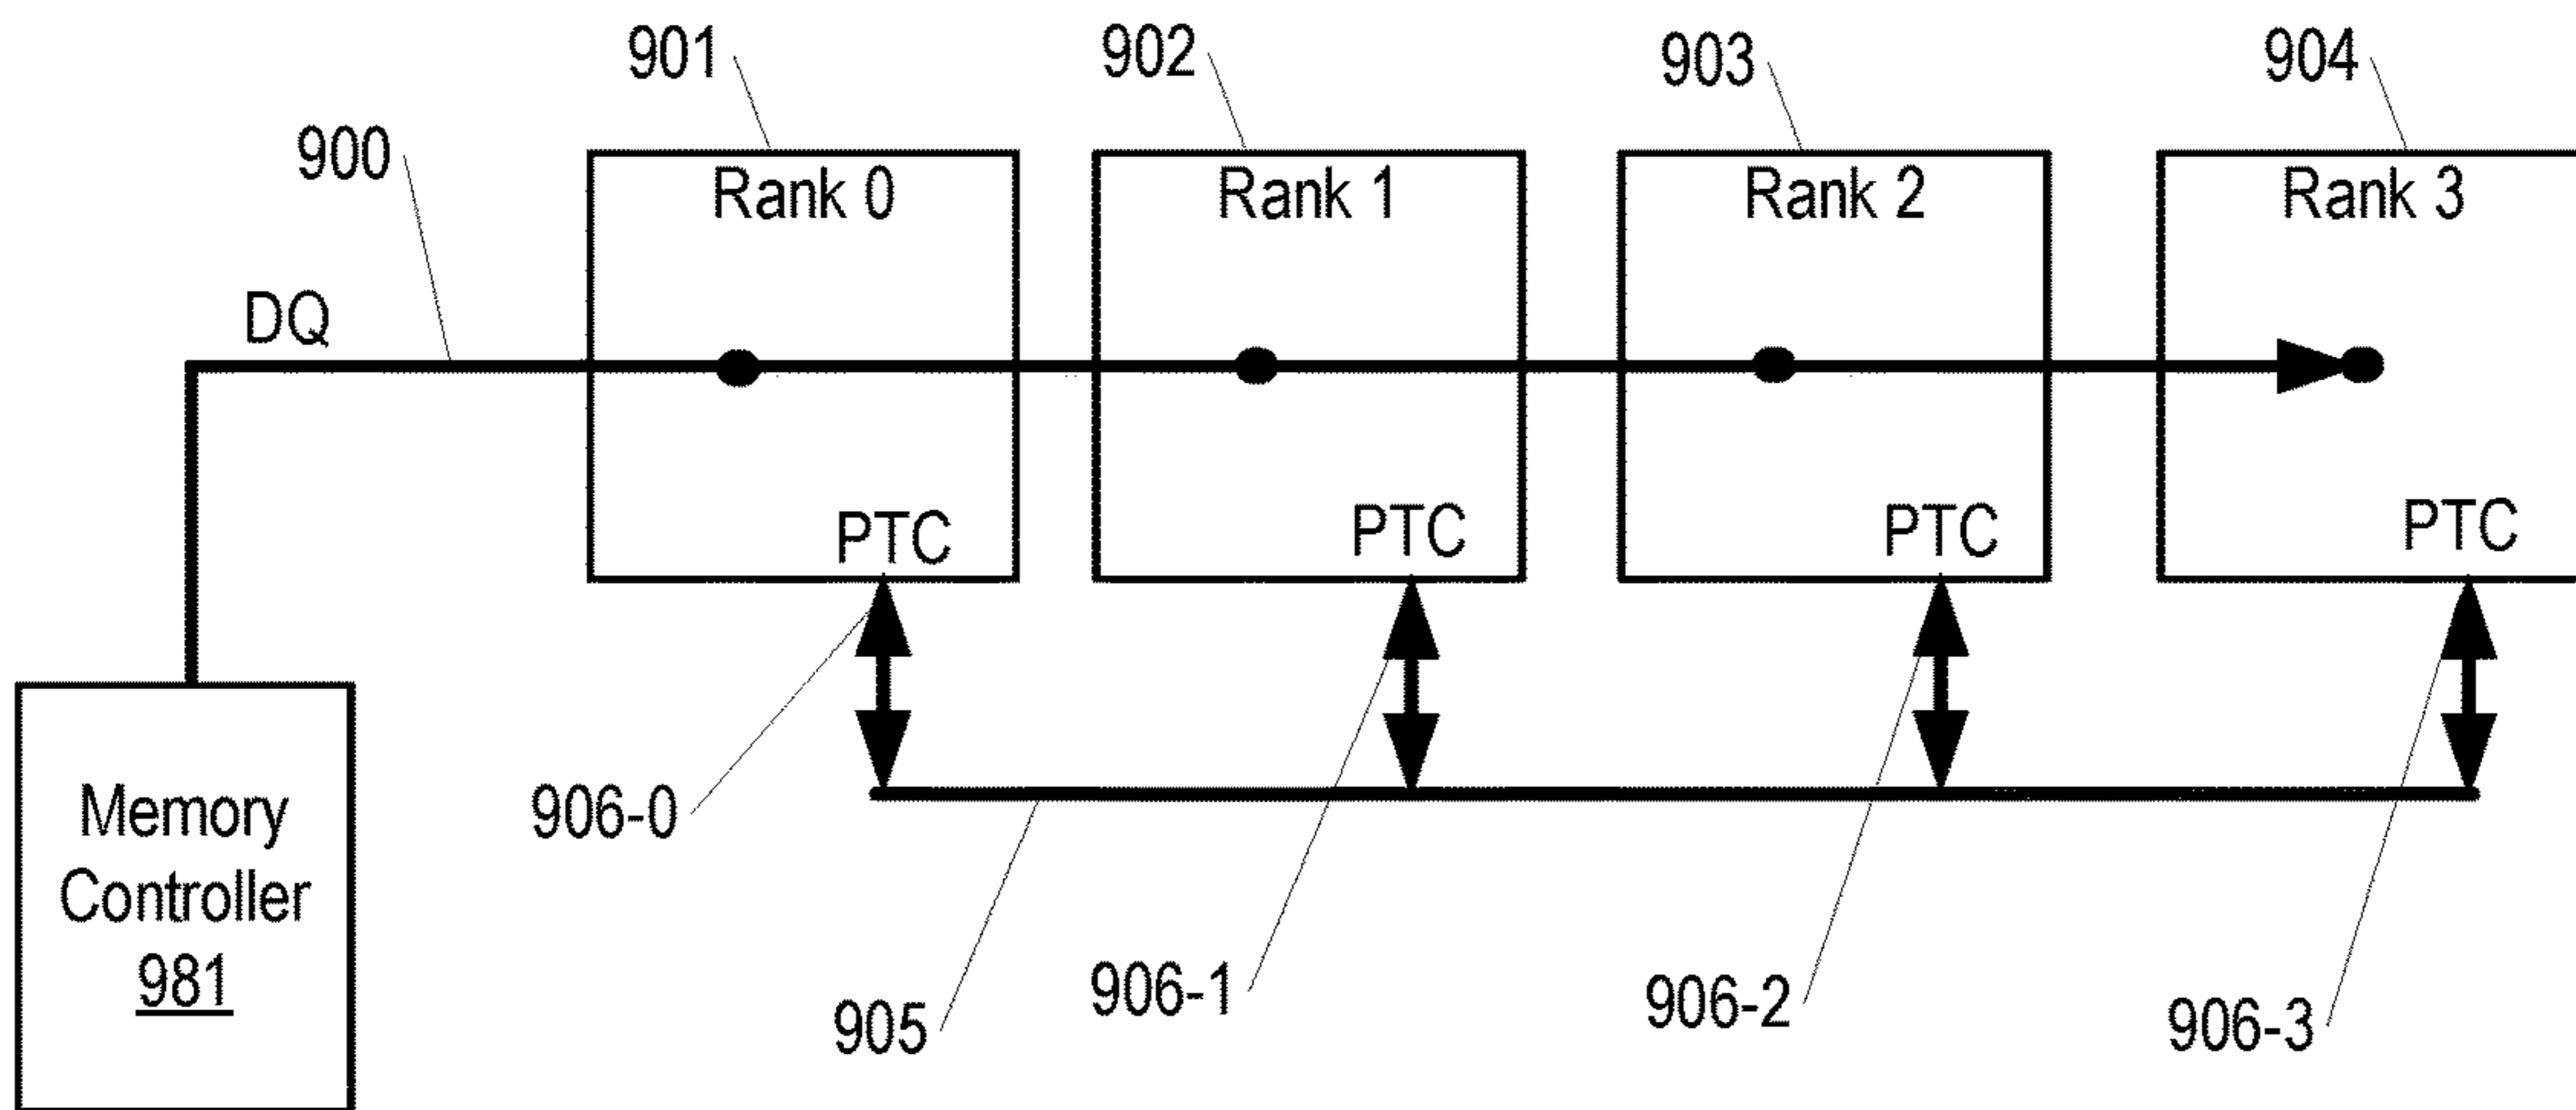 901
902
903
904
900
Rank 0
Rank 1
Rank 2
Rank 3
DQ
PTC
PTC
PTC
PTC
906-0
906-1
906-2
906-3
905
Memory
Controller
981